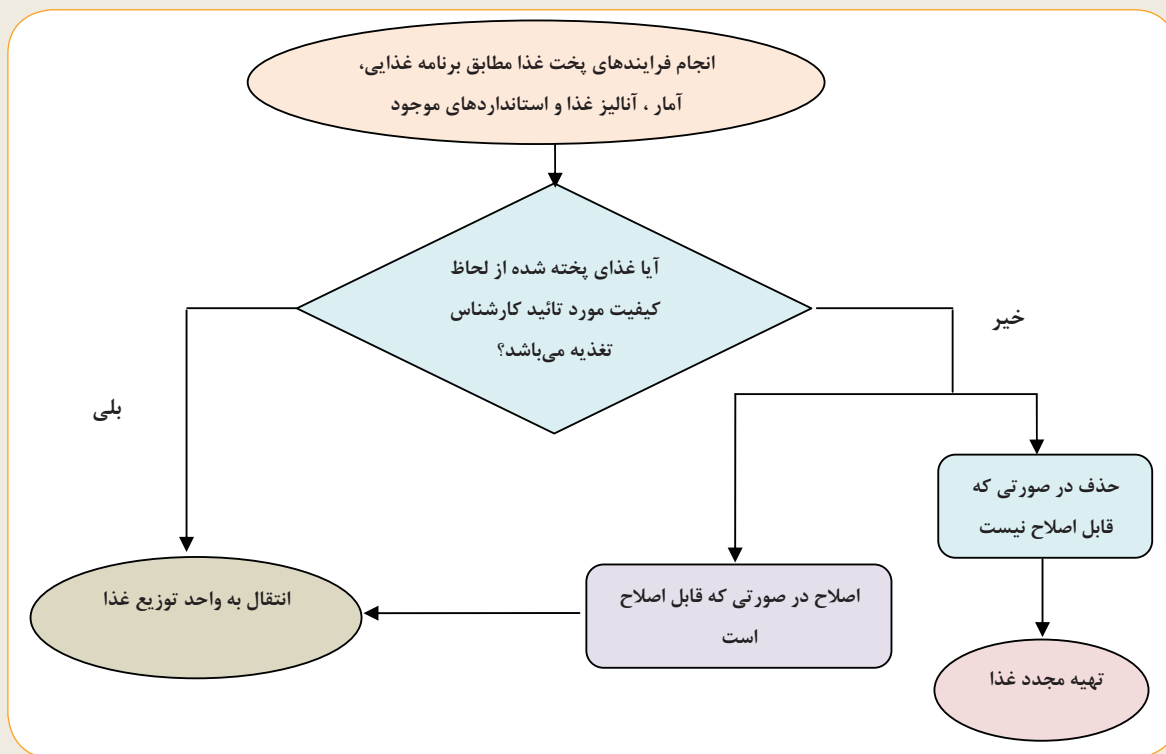 انجام فرایندهای پخت غذا مطابق برنامه غذایی،
آمار ، آنالیز غذا و استانداردهای موجود
آیا غذای پخته شده از لحاظ
کیفیت مورد تائید کارشناس
تغذیه می‌باشد؟
خیر
بلی
حذف در صورتی که
قابل اصلاح نیست
اصلاح در صورتی که قابل اصلاح
است
انتقال به واحد توزیع غذا
تهیه مجدد غذا